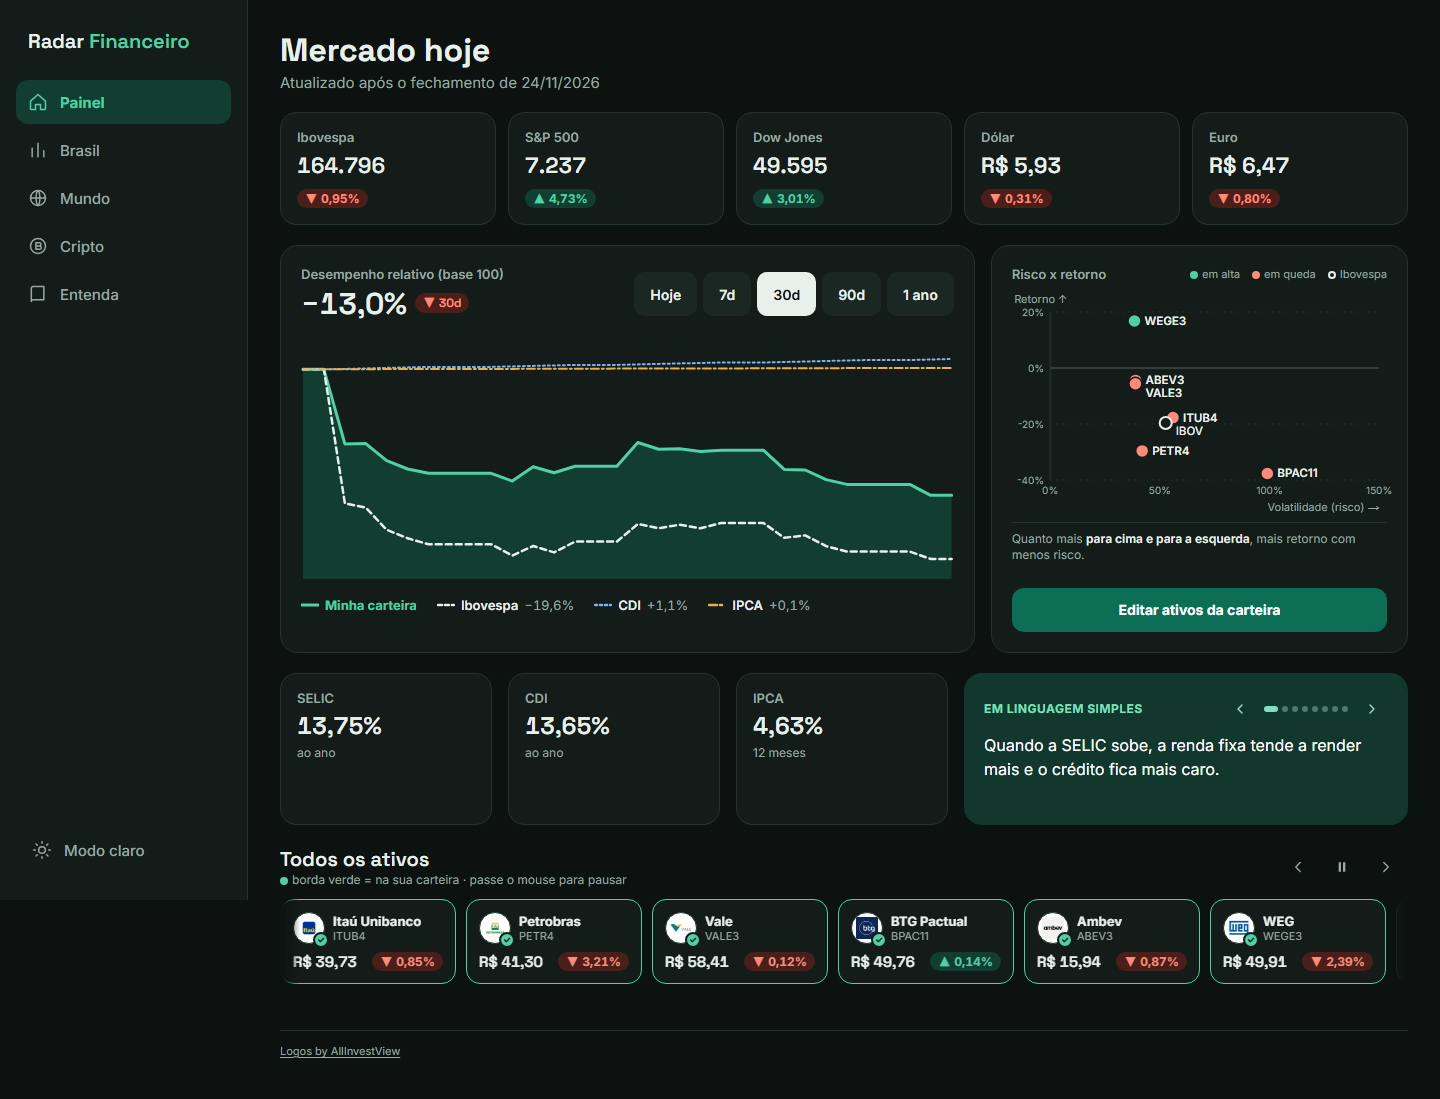 Radar Financeiro
Painel
Brasil
Mundo
Cripto
Entenda
Modo claro
Mercado hoje
Atualizado após o fechamento de 24/11/2026
Ibovespa
164.796
▼ 0,95%
S&P 500
7.237
▲ 4,73%
Dow Jones
49.595
▲ 3,01%
Dólar
R$ 5,93
▼ 0,31%
Euro
R$ 6,47
▼ 0,80%
Desempenho relativo (base 100)
−13,0% ▼ 30d
Hoje 7d 30d 90d 1 ano
Minha carteira Ibovespa −19,6% CDI +1,1% IPCA +0,1%
Risco x retorno
em alta em queda Ibovespa
Retorno ↑
20%
0%
-20%
-40%
WEGE3
ABEV3
VALE3
ITUB4
IBOV
PETR4
BPAC11
0% 50% 100% 150%
Volatilidade (risco) →
Quanto mais para cima e para a esquerda, mais retorno com
menos risco.
Editar ativos da carteira
SELIC
13,75%
ao ano
CDI
13,65%
ao ano
IPCA
4,63%
12 meses
EM LINGUAGEM SIMPLES
Quando a SELIC sobe, a renda fixa tende a render
mais e o crédito fica mais caro.
Todos os ativos
borda verde = na sua carteira · passe o mouse para pausar
Itaú Unibanco
ITUB4
R$ 39,73 ▼ 0,85%
Petrobras
PETR4
R$ 41,30 ▼ 3,21%
Vale
VALE3
R$ 58,41 ▼ 0,12%
btg
BTG Pactual
BPAC11
R$ 49,76 ▲ 0,14%
ambev
Ambev
ABEV3
R$ 15,94 ▼ 0,87%
weg
WEG
WEGE3
R$ 49,91 ▼ 2,39%
Logos by AllInvestView